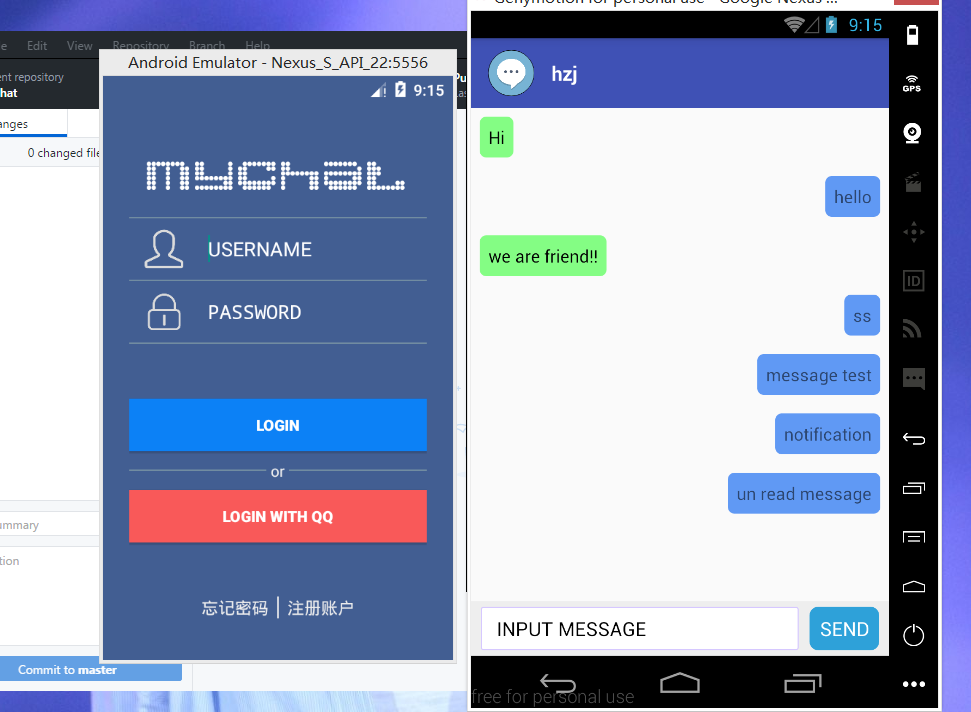 Edit View Repository Branch Help
ent repository
hat
anges
0 changed file
ummary
tion
Commit to master
Android Emulator - Nexus_S_API_22:5556
9:15
mychat
USERNAME
PASSWORD
LOGIN
or
LOGIN WITH QQ
忘记密码 | 注册账户
Genymotion for personal use - Google Nexus ...
9:15
hzj
Hi
hello
we are friend!!
ss
message test
notification
un read message
INPUT MESSAGE
SEND
free for personal use
GPS
ID